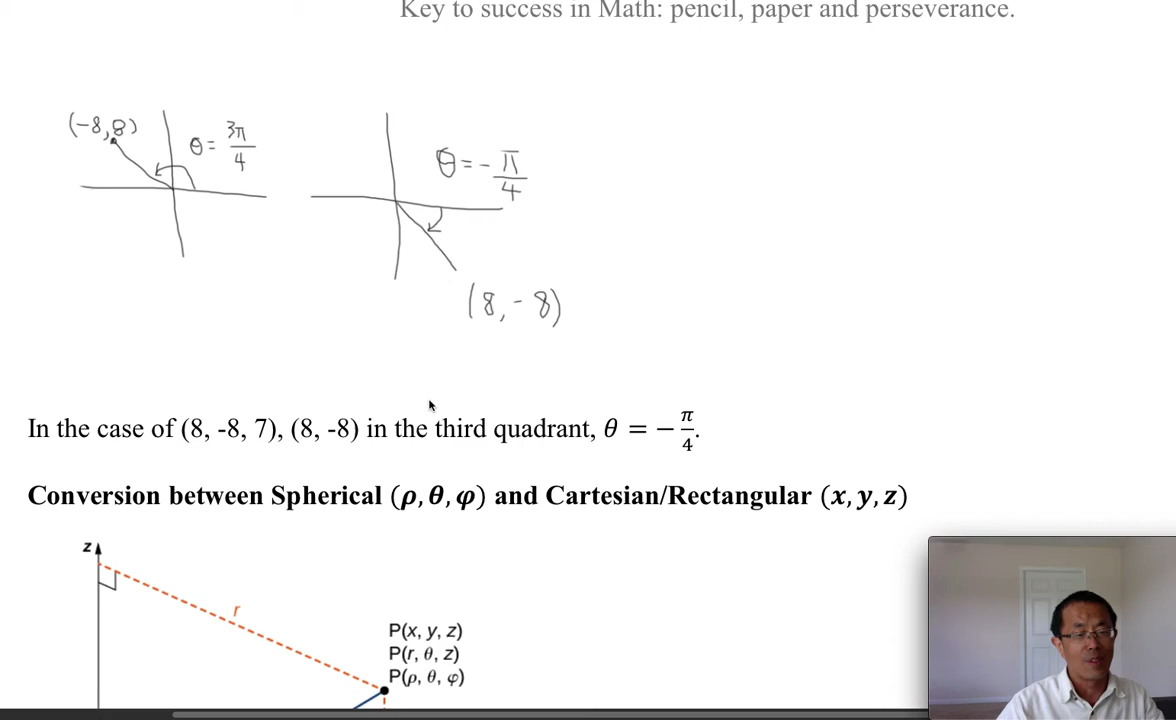 Key to success in Math: pencil, paper and perseverance.
(-8,8)
θ = 3π/4
θ = - π/4
(8, - 8)
In the case of (8, -8, 7), (8, -8) in the third quadrant, θ = − π/4.
Conversion between Spherical (ρ, θ, φ) and Cartesian/Rectangular (x, y, z)
z
r
P(x, y, z)
P(r, θ, z)
P(ρ, θ, φ)